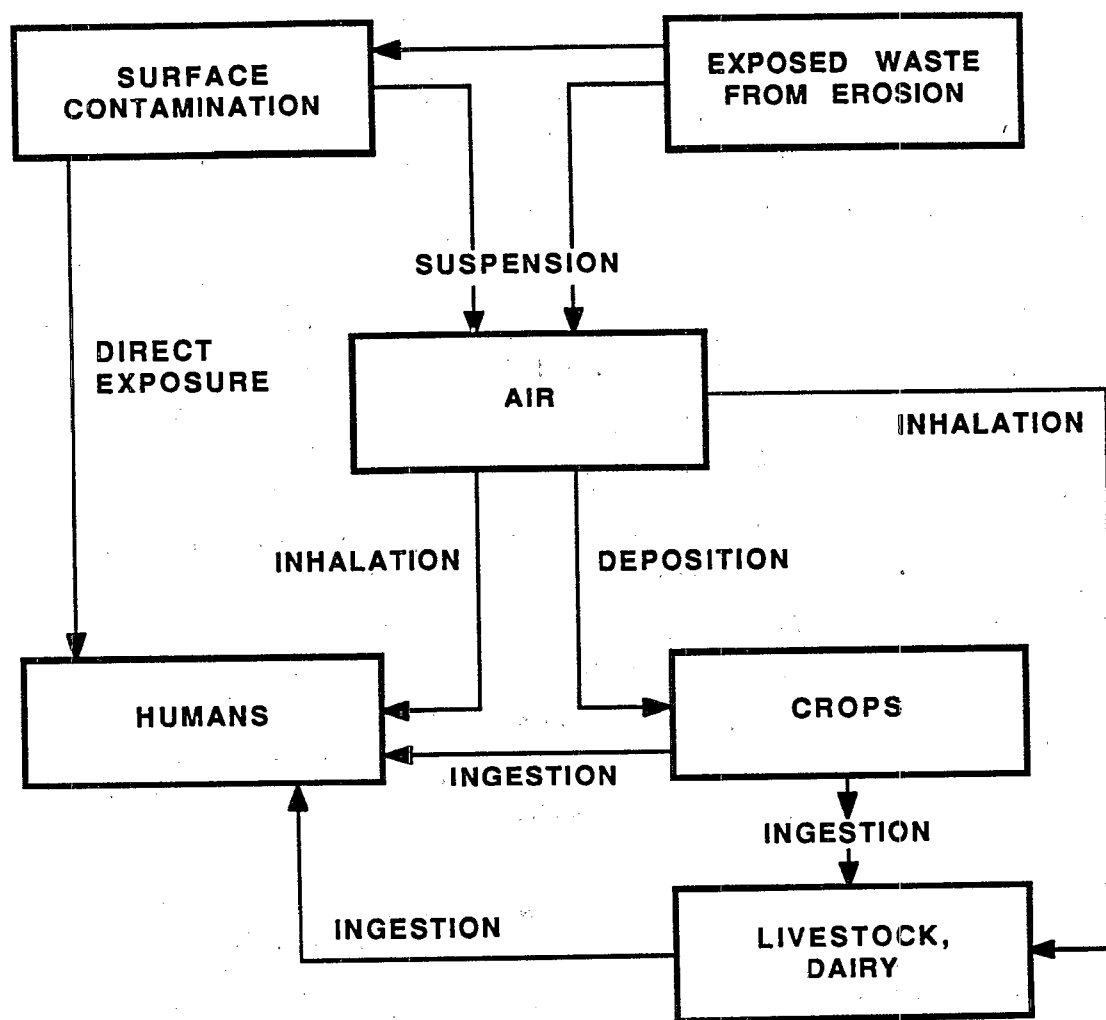 SURFACE
CONTAMINATION
EXPOSED WASTE
FROM EROSION
SUSPENSION
DIRECT
EXPOSURE
AIR
INHALATION
INHALATION
DEPOSITION
HUMANS
CROPS
INGESTION
INGESTION
INGESTION
LIVESTOCK,
DAIRY